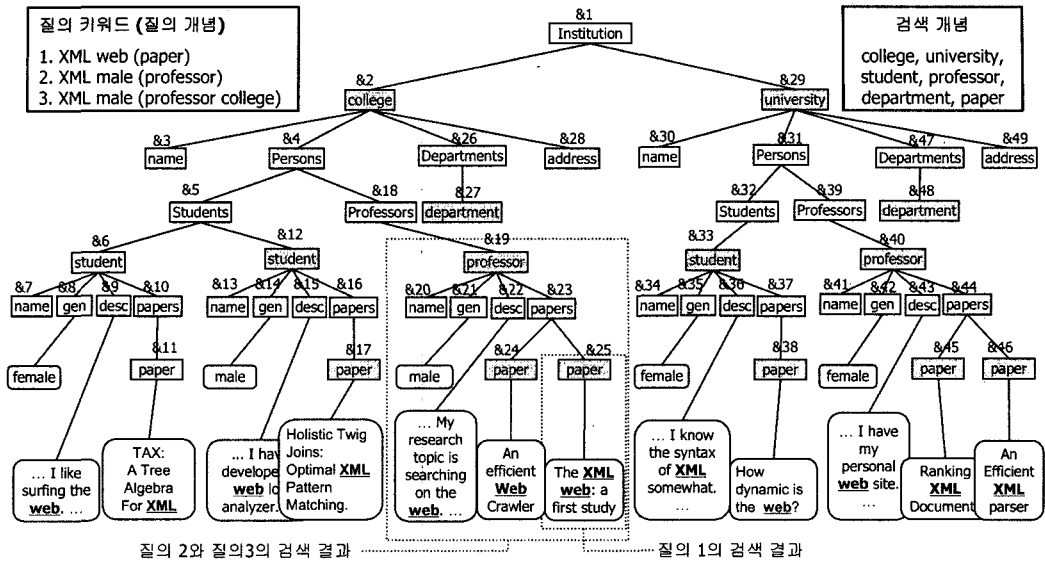 질의 키워드 (질의 개념)
1. XML web (paper)
2. XML male (professor)
3. XML male (professor college)
검색 개념
college, university,
student, professor,
department, paper
&1
Institution
&2
college
&29
university
&3
name
&4
Persons
&26
Departments
&28
address
&30
name
&31
Persons
&47
Departments
&49
address
&5
Students
&18
Professors
&27
department
&32
Students
&39
Professors
&48
department
&6
student
&12
student
&19
professor
&33
student
&40
professor
&7 &8 &9 &10
name gen desc papers
&13 &14 &15 &16
name gen desc papers
&20 &21 &22 &23
name gen desc papers
&34 &35 &36 &37
name gen desc papers
&41 &42 &43 &44
name gen desc papers
female
&11
paper
male
&17
paper
male
&24
paper
&25
paper
female
&38
paper
female
&45
paper
&46
paper
... I like
surfing the
web. ...
TAX:
A Tree
Algebra
For XML
... I hav
develope
web lo
analyzer.
Holistic Twig
Joins:
Optimal XML
Pattern
Matching.
... My
research
topic is
searching
on the
web. ...
An
efficient
Web
Crawler
The XML
web: a
first study
... I know
the syntax
of XML
somewhat.
...
How
dynamic is
the web?
... I have
my
personal
web site.
...
Ranking
XML
Document
An
Efficient
XML
parser
질의 2와 질의3의 검색 결과
질의 1의 검색 결과